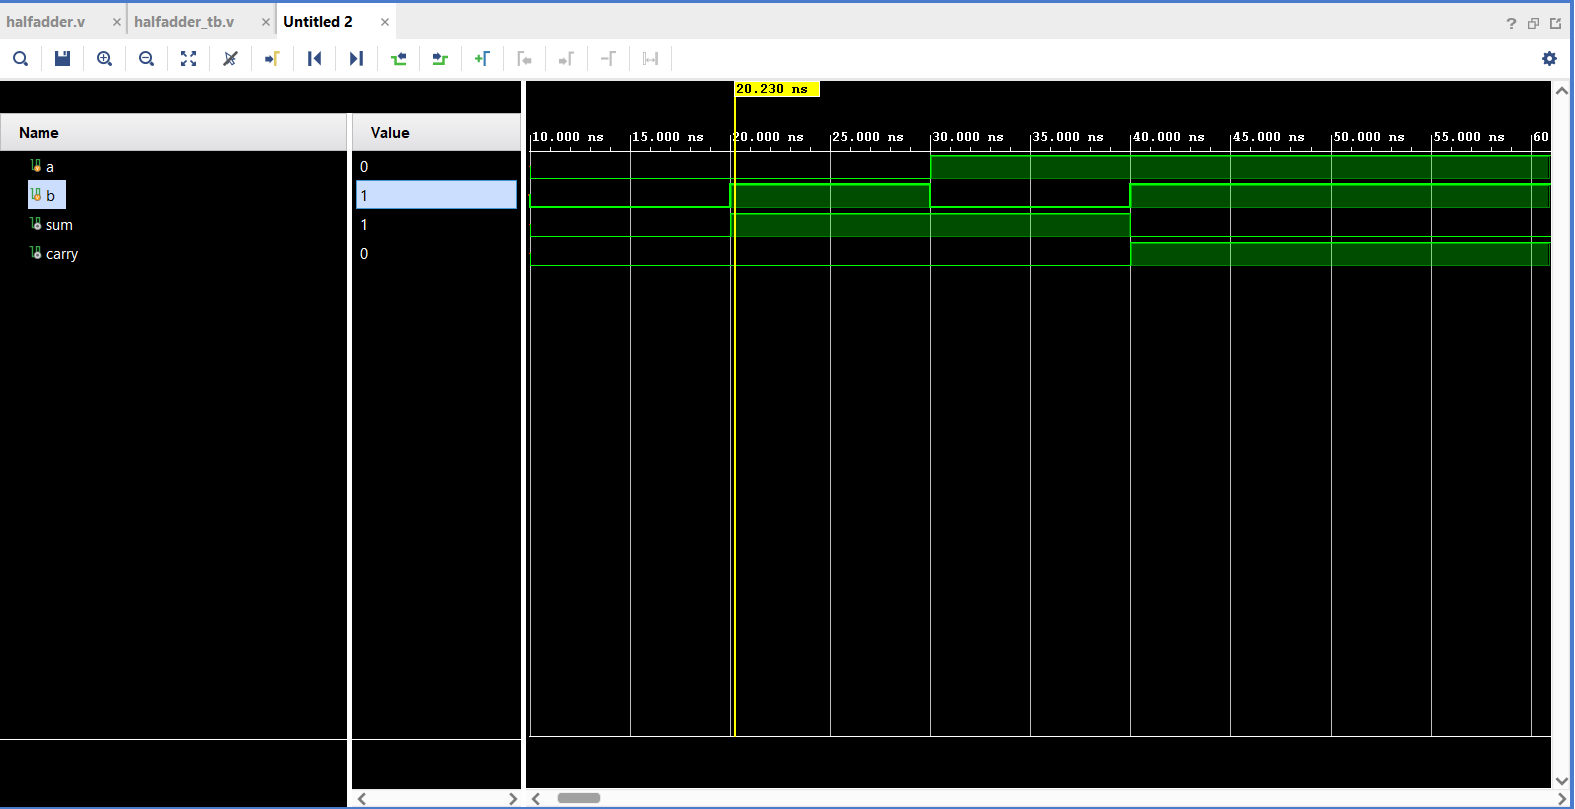 halfadder.v × halfadder_tb.v × Untitled 2 ×
?
20.230 ns
Name Value
10.000 ns 15.000 ns 20.000 ns 25.000 ns 30.000 ns 35.000 ns 40.000 ns 45.000 ns 50.000 ns 55.000 ns 60
a 0
b 1
sum 1
carry 0